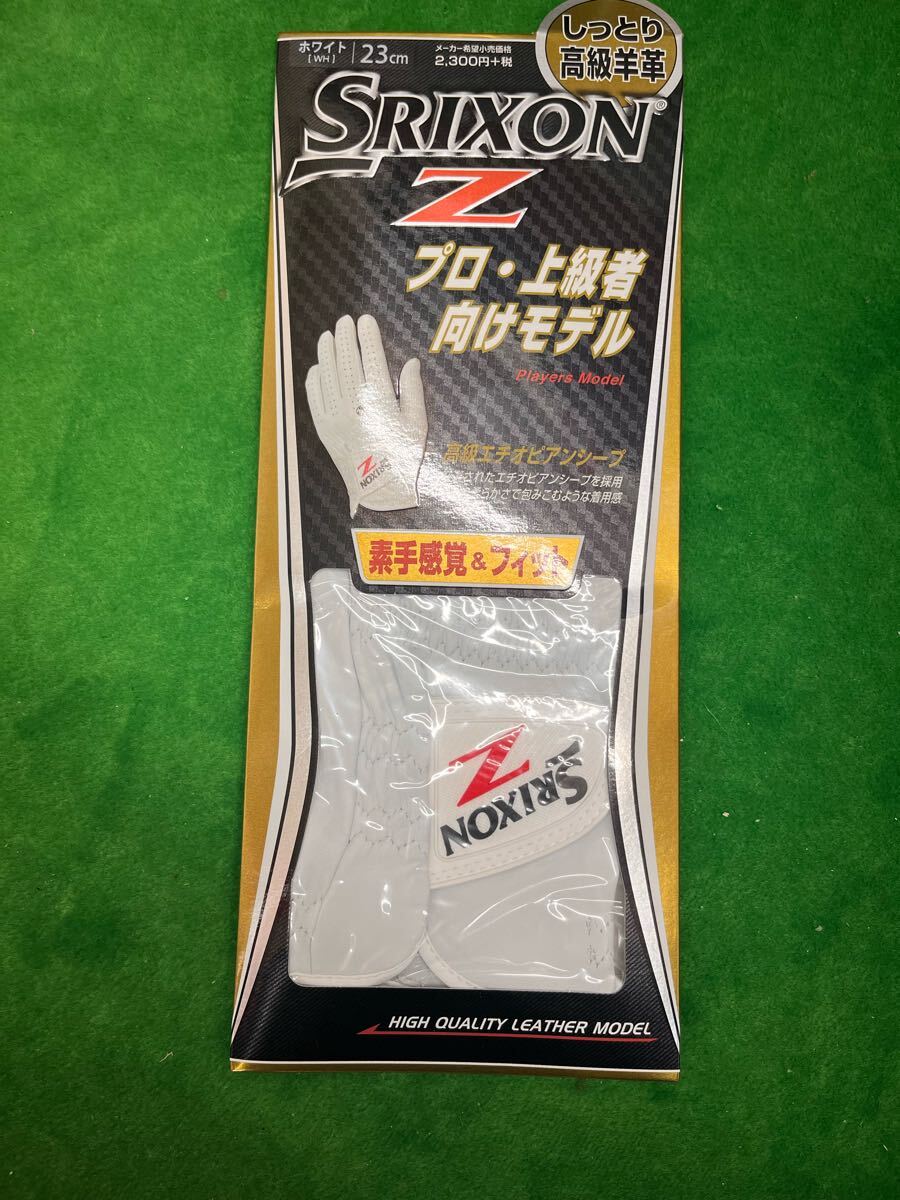 ホワイト
[WH]
23cm
メーカー希望小売価格
2,300円+税
しっとり
高級羊革
SRIXON®
Z
プロ・上級者
向けモデル
Players Model
Z
SRIXON
高級エチオピアンシープ
されたエチオピアンシープを採用
かさで包みこむような着用感
素手感覚&フィット
Z
SRIXON
HIGH QUALITY LEATHER MODEL